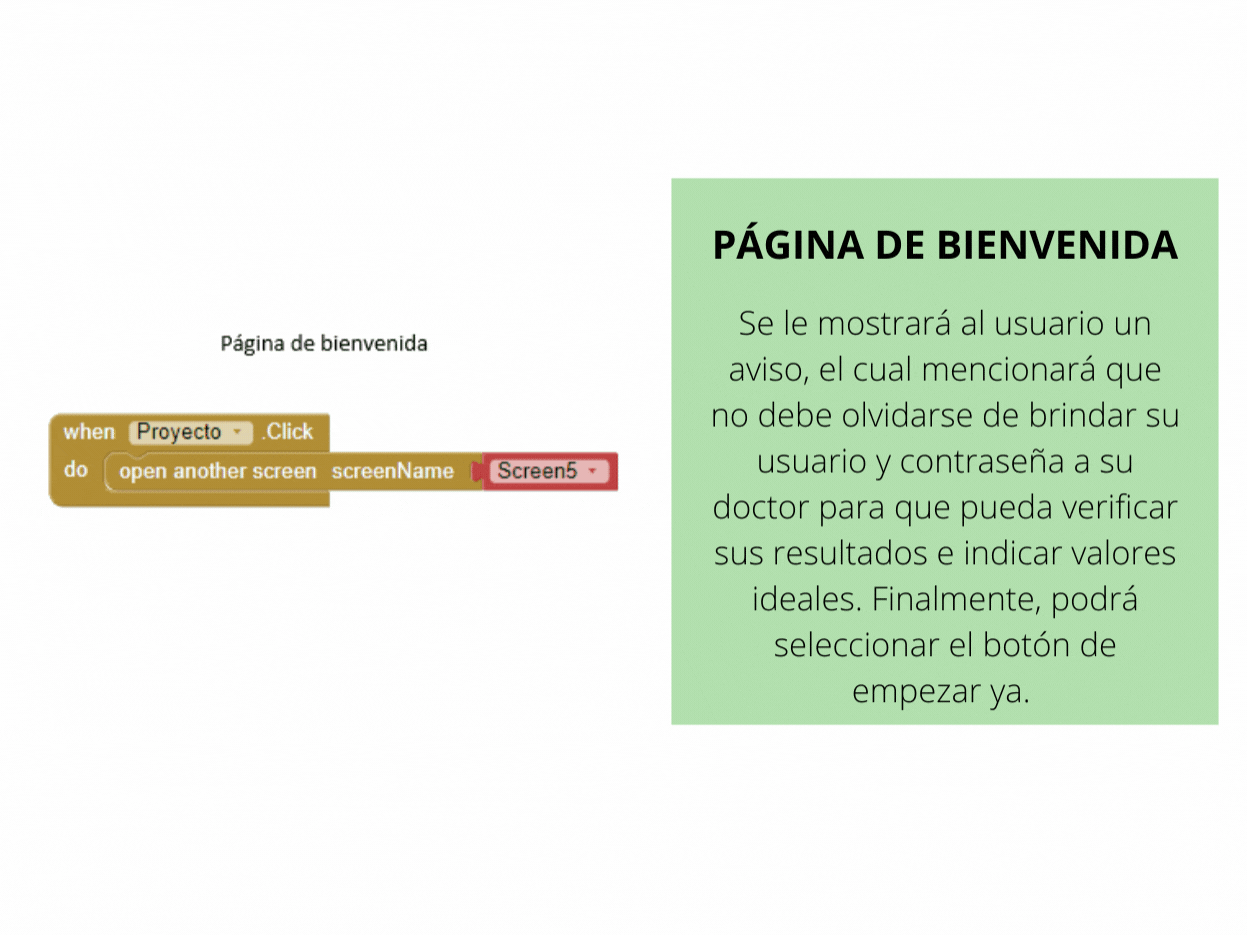 Página de bienvenida
when Proyecto .Click
do open another screen screenName Screen5
PÁGINA DE BIENVENIDA
Se le mostrará al usuario un
aviso, el cual mencionará que
no debe olvidarse de brindar su
usuario y contraseña a su
doctor para que pueda verificar
sus resultados e indicar valores
ideales. Finalmente, podrá
seleccionar el botón de
empezar ya.